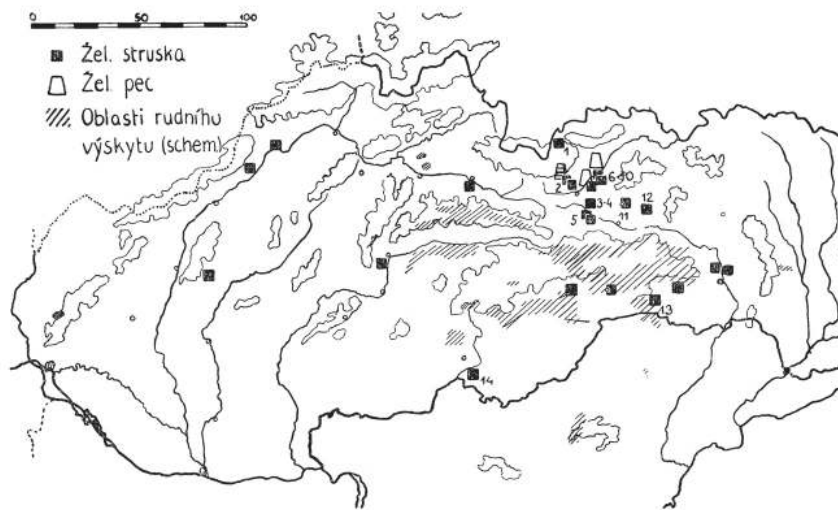 0 50 100
Žel. struska
Žel. pec
Oblasti rudního
výskytu (schem)
1
2
6-10
3-4
5
11
12
13
14